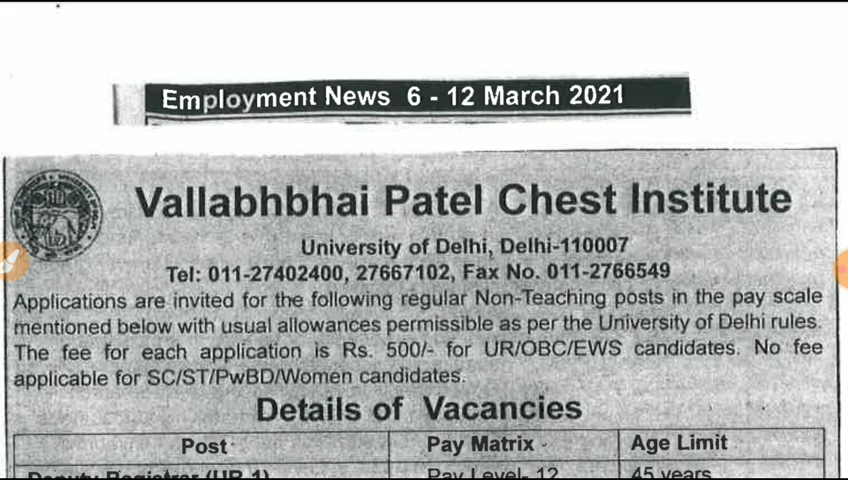 Employment News 6 - 12 March 2021
Vallabhbhai Patel Chest Institute
University of Delhi, Delhi-110007
Tel: 011-27402400, 27667102, Fax No. 011-2766549
Applications are invited for the following regular Non-Teaching posts in the pay scale
mentioned below with usual allowances permissible as per the University of Delhi rules.
The fee for each application is Rs. 500/- for UR/OBC/EWS candidates. No fee
applicable for SC/ST/PwBD/Women candidates.
Details of Vacancies
Post Pay Matrix Age Limit
Deputy Registrar (UR-1) Pay Level- 12 45 years